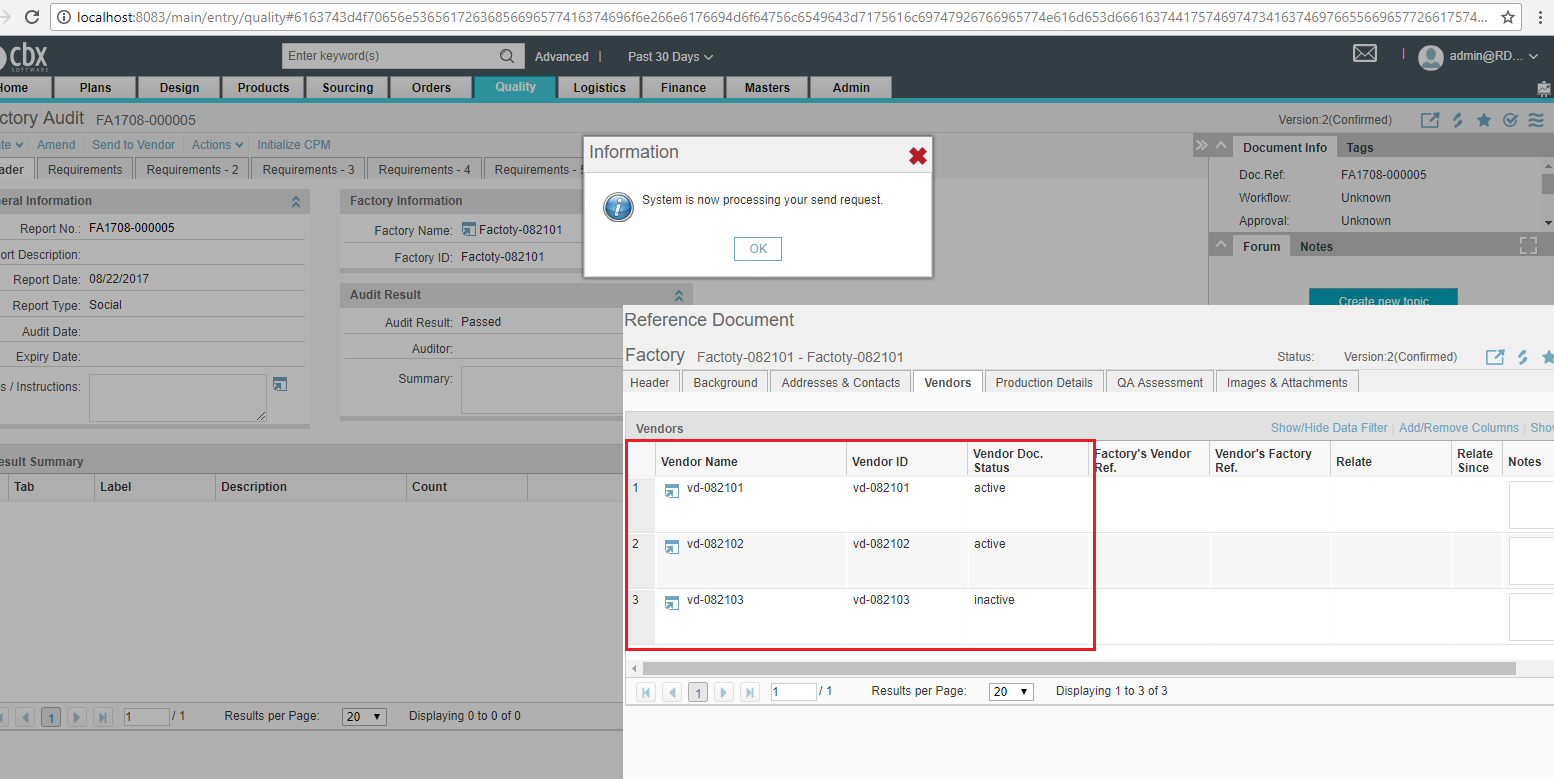 localhost:8083/main/entry/quality#
cbx
SOFTWARE
Enter keyword(s)
Advanced | Past 30 Days
| admin@RD...
Home Plans Design Products Sourcing Orders Quality Logistics Finance Masters Admin
ctory Audit FA1708-000005
Version:2(Confirmed)
ate Amend Send to Vendor Actions Initialize CPM
ader Requirements Requirements - 2 Requirements - 3 Requirements - 4 Requirements - 5
Information
System is now processing your send request.
OK
Document Info Tags
Doc.Ref: FA1708-000005
Workflow: Unknown
Approval: Unknown
Forum Notes
Create new topic
neral Information
Report No.: FA1708-000005
ort Description:
Report Date: 08/22/2017
Report Type: Social
Audit Date:
Expiry Date:
s / Instructions:
Factory Information
Factory Name: Factoty-082101
Factory ID: Factoty-082101
Audit Result
Audit Result: Passed
Auditor:
Summary:
esult Summary
Tab Label Description Count
1 1 / 1 Results per Page: 20 Displaying 0 to 0 of 0
Reference Document
Factory Factoty-082101 - Factoty-082101
Status: Version:2(Confirmed)
Header Background Addresses & Contacts Vendors Production Details QA Assessment Images & Attachments
Vendors
Show/Hide Data Filter | Add/Remove Columns | Show
Vendor Name Vendor ID Vendor Doc. Status Factory's Vendor Ref. Vendor's Factory Ref. Relate Relate Since Notes
1 vd-082101 vd-082101 active
2 vd-082102 vd-082102 active
3 vd-082103 vd-082103 inactive
1 1 / 1 Results per Page: 20 Displaying 1 to 3 of 3